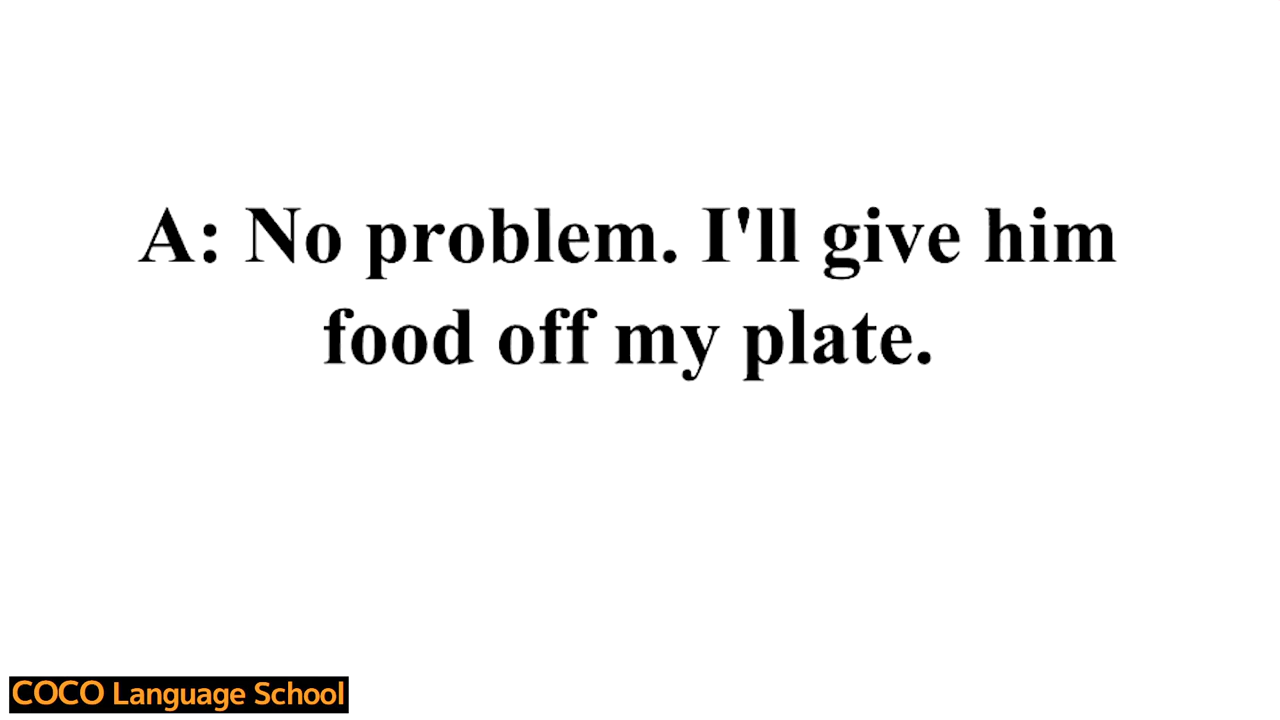 A: No problem. I'll give him
food off my plate.
COCO Language School